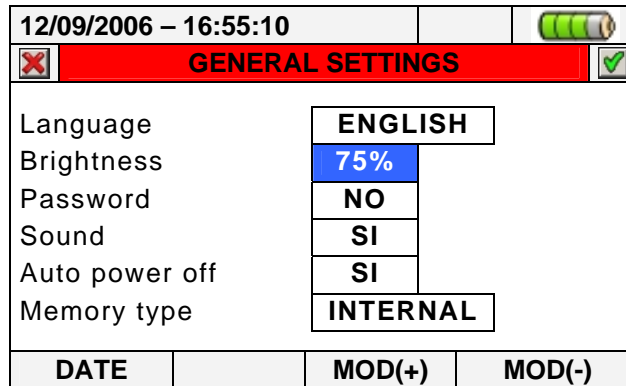 12/09/2006 – 16:55:10
GENERAL SETTINGS
Language ENGLISH
Brightness 75%
Password NO
Sound SI
Auto power off SI
Memory type INTERNAL
DATE MOD(+) MOD(-)